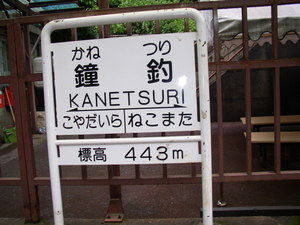 かね つり
鐘 釣
KANETSURI
こやだいら ねこまた
標高 443m